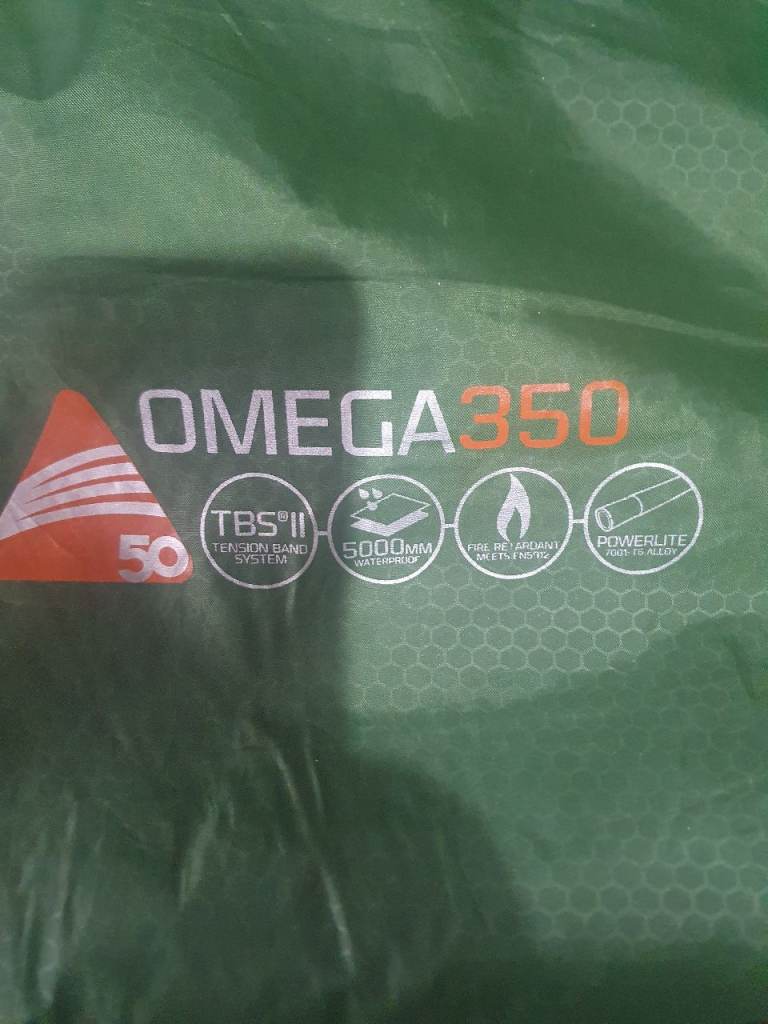 OMEGA350
50
TBS® II
TENSION BAND
SYSTEM
5000MM
WATERPROOF
FIRE RETARDANT
MEETS EN5912
POWERLITE
7001-T6 ALLOY